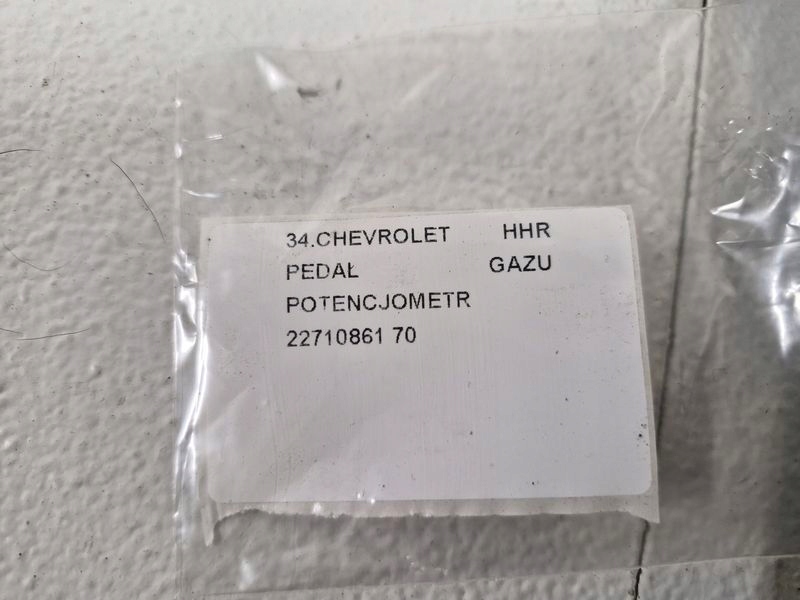 34.CHEVROLET HHR
PEDAŁ GAZU
POTENCJOMETR
22710861 70